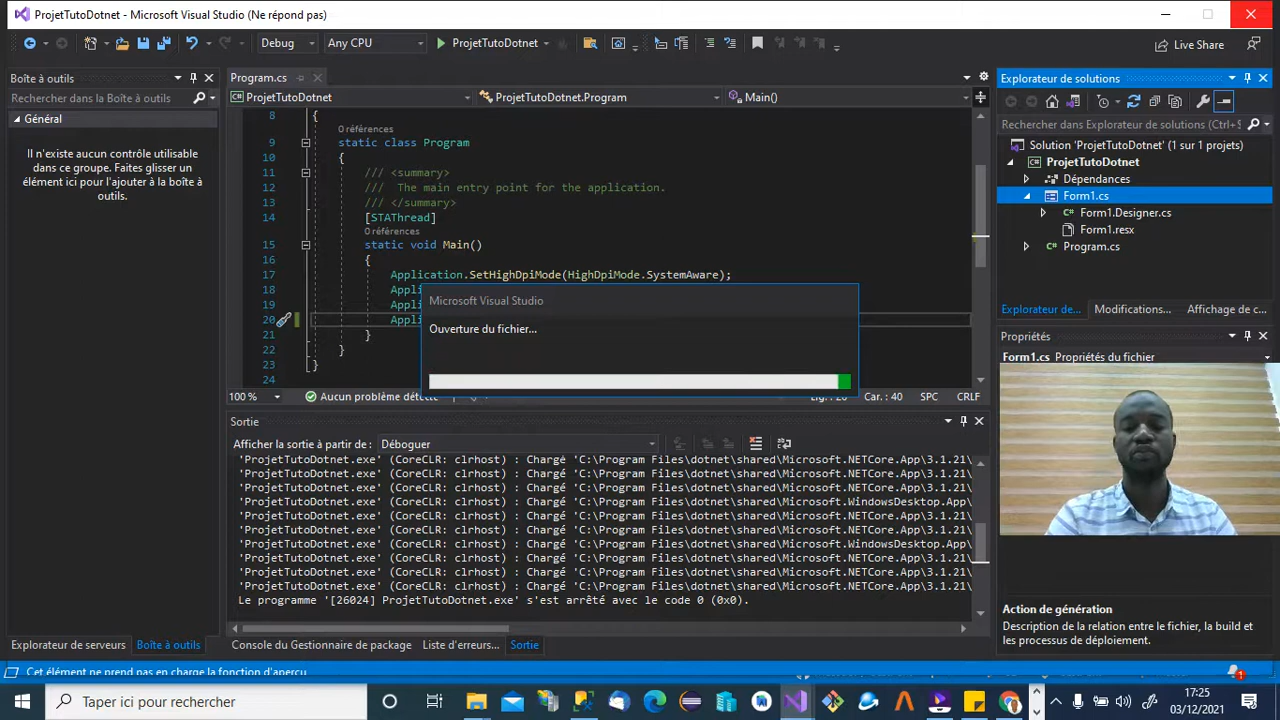 ProjetTutoDotnet - Microsoft Visual Studio (Ne répond pas)
Debug
Any CPU
ProjetTutoDotnet
Live Share
Boîte à outils
Rechercher dans la Boîte à outils
Général
Il n'existe aucun contrôle utilisable
dans ce groupe. Faites glisser un
élément ici pour l'ajouter à la boîte à
outils.
Explorateur de serveurs
Boîte à outils
Program.cs
ProjetTutoDotnet
ProjetTutoDotnet.Program
Main()
8 {
0 références
9 static class Program
10 {
11 /// <summary>
12 /// The main entry point for the application.
13 /// </summary>
14 [STAThread]
0 références
15 static void Main()
16 {
17 Application.SetHighDpiMode(HighDpiMode.SystemAware);
18 Appli
19 Appli
20 Appli
21 }
22 }
23 }
24
Microsoft Visual Studio
Ouverture du fichier...
100 %
Aucun problème détecté
Car. : 40
SPC
CRLF
Sortie
Afficher la sortie à partir de :
Déboguer
'ProjetTutoDotnet.exe' (CoreCLR: clrhost) : Chargé 'C:\Program Files\dotnet\shared\Microsoft.NETCore.App\3.1.21\
'ProjetTutoDotnet.exe' (CoreCLR: clrhost) : Chargé 'C:\Program Files\dotnet\shared\Microsoft.NETCore.App\3.1.21\
'ProjetTutoDotnet.exe' (CoreCLR: clrhost) : Chargé 'C:\Program Files\dotnet\shared\Microsoft.NETCore.App\3.1.21\
'ProjetTutoDotnet.exe' (CoreCLR: clrhost) : Chargé 'C:\Program Files\dotnet\shared\Microsoft.WindowsDesktop.App\
'ProjetTutoDotnet.exe' (CoreCLR: clrhost) : Chargé 'C:\Program Files\dotnet\shared\Microsoft.NETCore.App\3.1.21\
'ProjetTutoDotnet.exe' (CoreCLR: clrhost) : Chargé 'C:\Program Files\dotnet\shared\Microsoft.NETCore.App\3.1.21\
'ProjetTutoDotnet.exe' (CoreCLR: clrhost) : Chargé 'C:\Program Files\dotnet\shared\Microsoft.WindowsDesktop.App\
'ProjetTutoDotnet.exe' (CoreCLR: clrhost) : Chargé 'C:\Program Files\dotnet\shared\Microsoft.NETCore.App\3.1.21\
'ProjetTutoDotnet.exe' (CoreCLR: clrhost) : Chargé 'C:\Program Files\dotnet\shared\Microsoft.NETCore.App\3.1.21\
'ProjetTutoDotnet.exe' (CoreCLR: clrhost) : Chargé 'C:\Program Files\dotnet\shared\Microsoft.NETCore.App\3.1.21\
Le programme '[26024] ProjetTutoDotnet.exe' s'est arrêté avec le code 0 (0x0).
Console du Gestionnaire de package
Liste d'erreurs...
Sortie
Explorateur de solutions
Rechercher dans Explorateur de solutions (Ctrl+$
Solution 'ProjetTutoDotnet' (1 sur 1 projets)
ProjetTutoDotnet
Dépendances
Form1.cs
Form1.Designer.cs
Form1.resx
Program.cs
Explorateur de...
Modifications...
Affichage de c...
Propriétés
Form1.cs Propriétés du fichier
Action de génération
Description de la relation entre le fichier, la build et
les processus de déploiement.
Cet élément ne prend pas en charge la fonction d'aperçu
1
Taper ici pour rechercher
17:25
03/12/2021